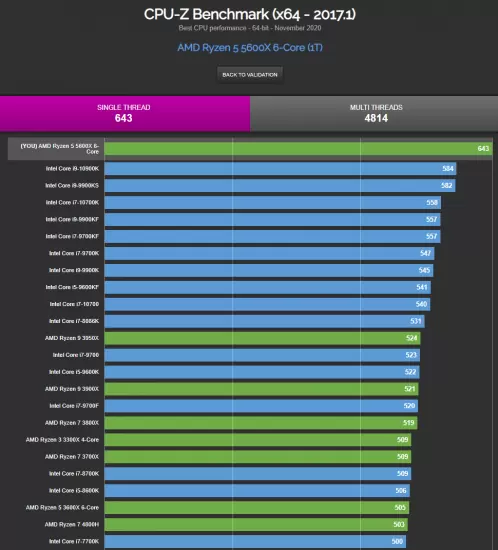 CPU-Z Benchmark (x64 - 2017.1)
Best CPU performance - 64-bit - November 2020
AMD Ryzen 5 5600X 6-Core (1T)
BACK TO VALIDATION
SINGLE THREAD
643
MULTI THREADS
4814
(YOU) AMD Ryzen 5 5600X 6-
Core
643
Intel Core i9-10900K 584
Intel Core i9-9900KS 582
Intel Core i7-10700K 558
Intel Core i9-9900KF 557
Intel Core i7-9700KF 557
Intel Core i7-9700K 547
Intel Core i9-9900K 545
Intel Core i5-9600KF 541
Intel Core i7-10700 540
Intel Core i7-8086K 531
AMD Ryzen 9 3950X 524
Intel Core i7-9700 523
Intel Core i5-9600K 522
AMD Ryzen 9 3900X 521
Intel Core i7-9700F 520
AMD Ryzen 7 3800X 519
AMD Ryzen 3 3300X 4-Core 509
AMD Ryzen 7 3700X 509
Intel Core i7-8700K 509
Intel Core i5-8600K 506
AMD Ryzen 5 3600X 6-Core 505
AMD Ryzen 7 4800H 503
Intel Core i7-7700K 500